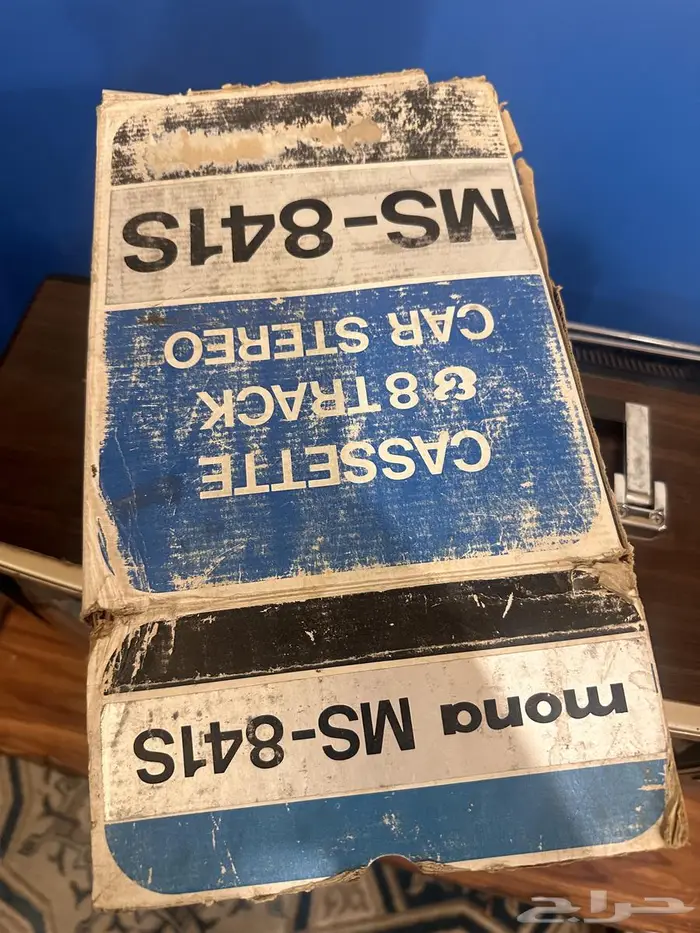 mona MS-841S
CASSETTE
& 8 TRACK
CAR STEREO
MS-841S
حراج